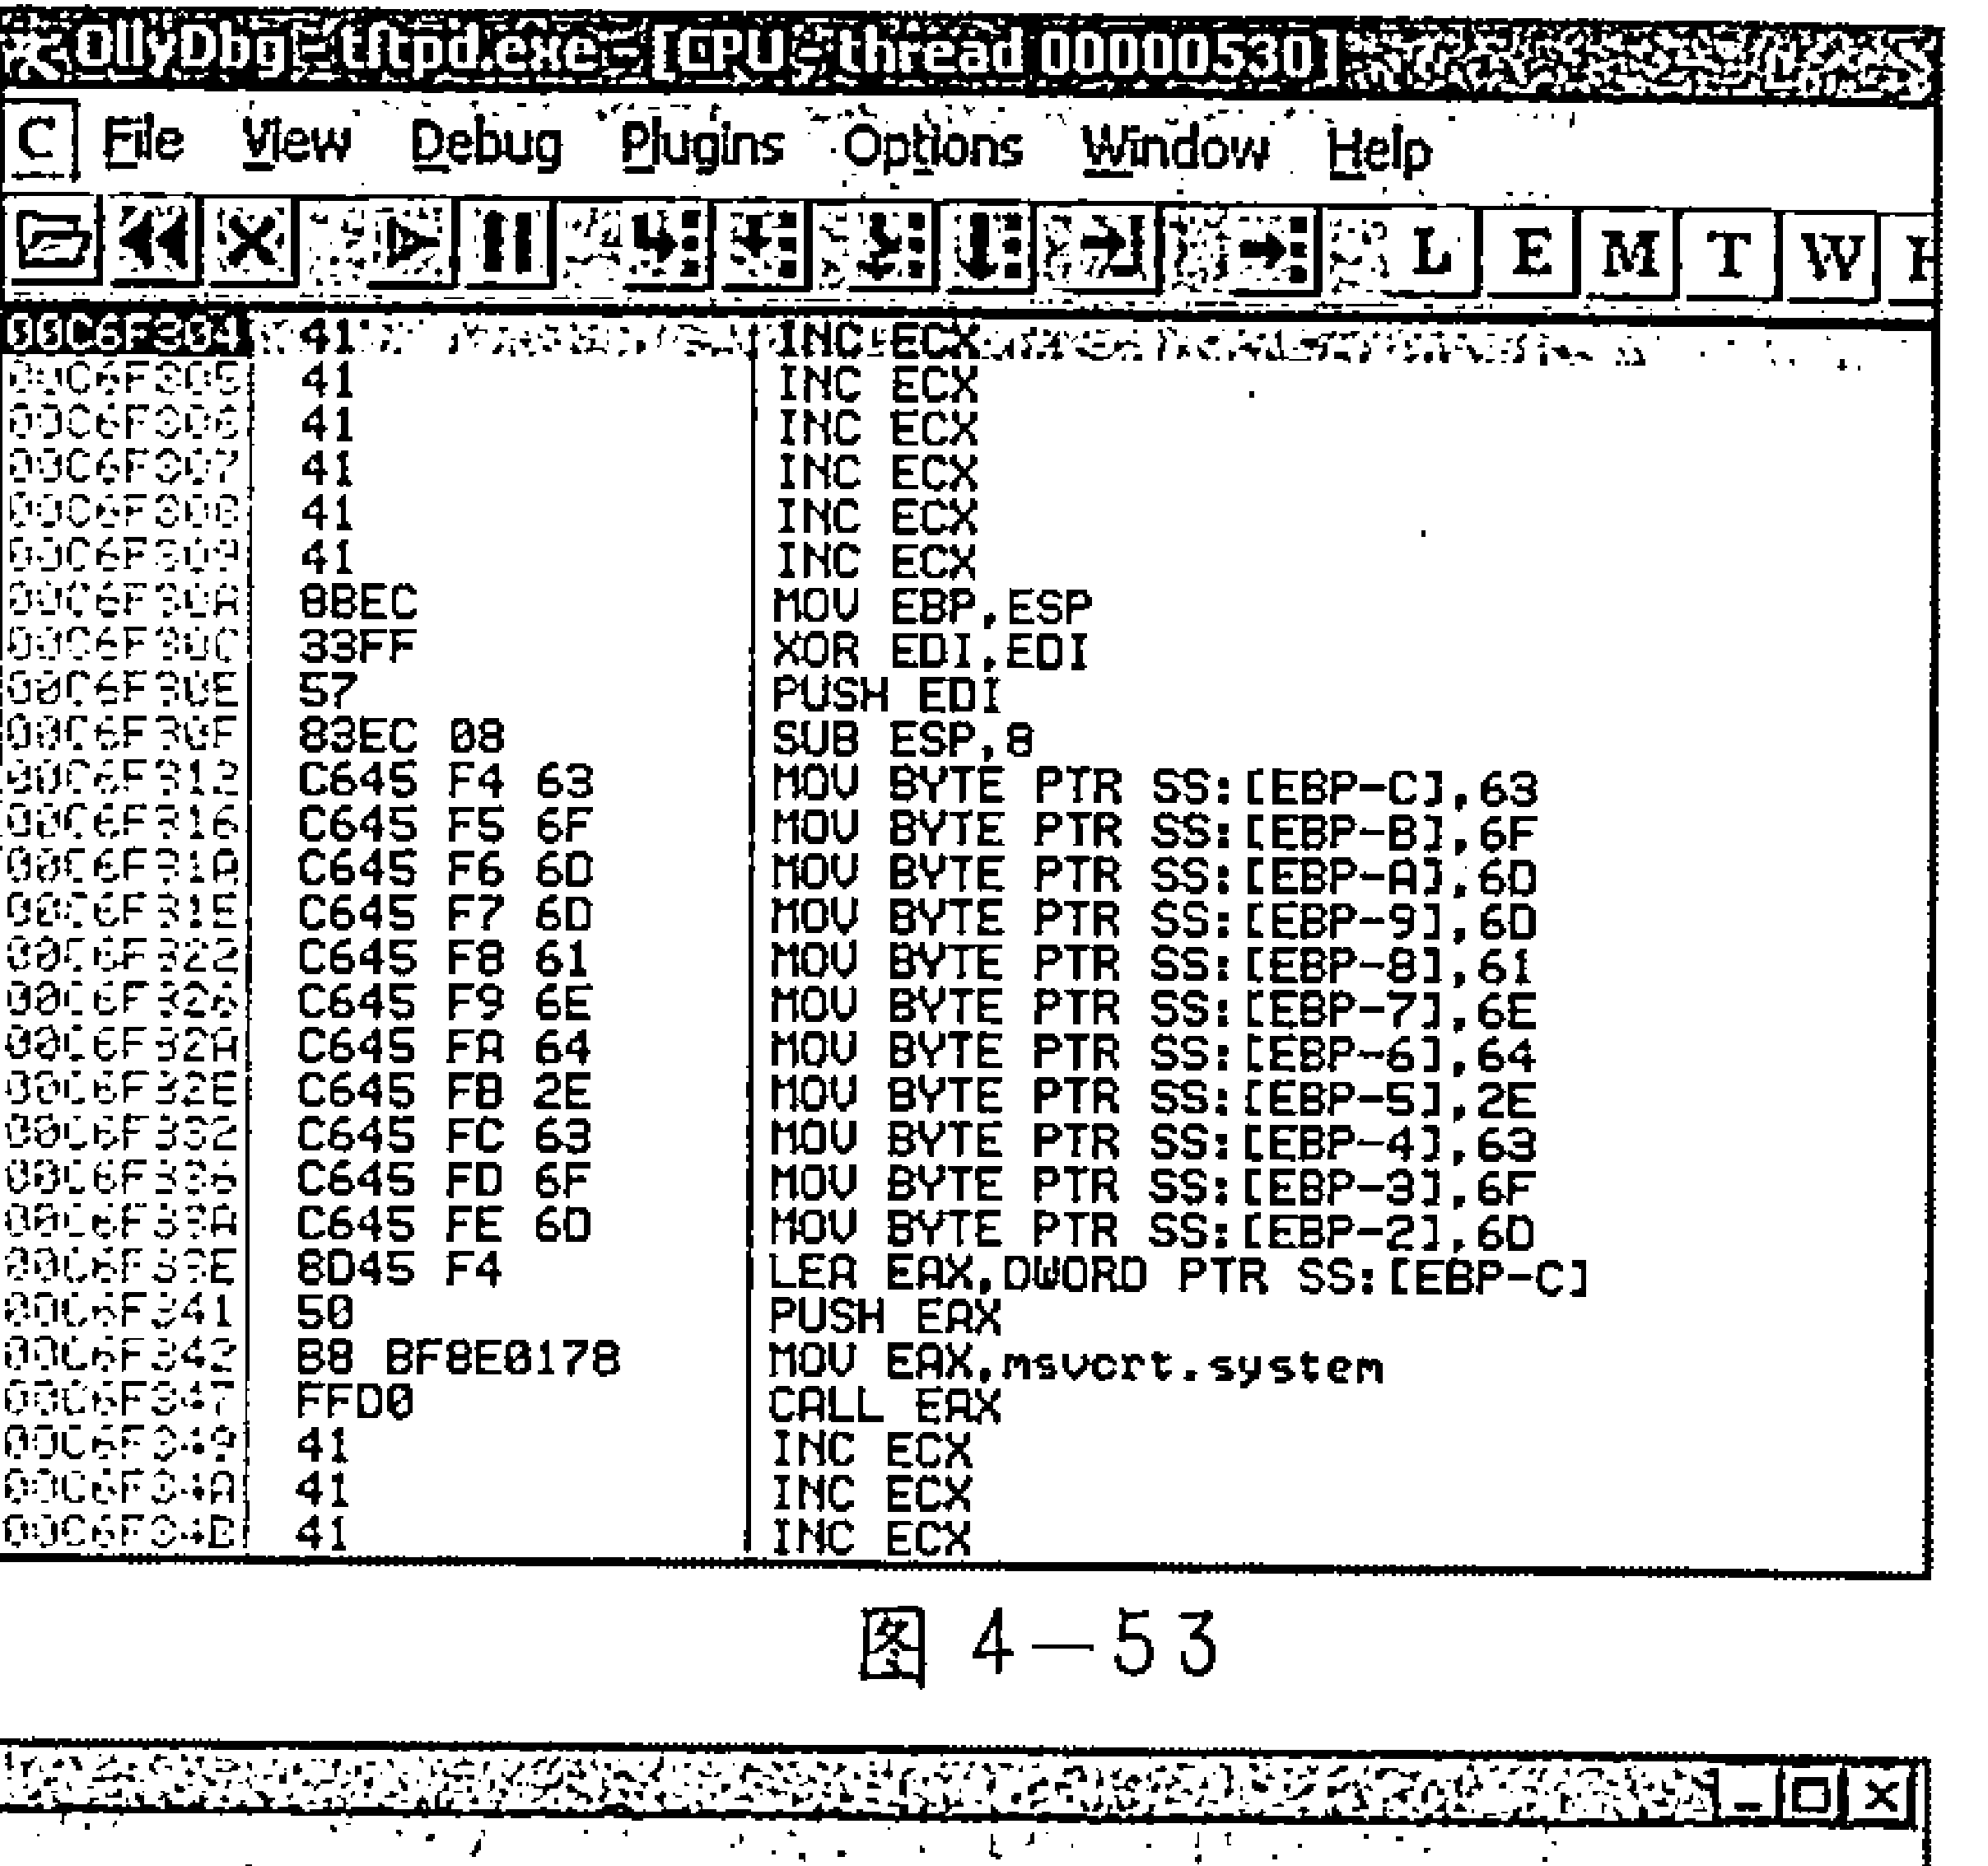 OllyDbg - tftpd.exe - [CPU - thread 00000530]
C File View Debug Plugins Options Window Help
L E M T W H
00C6F304 41 INC ECX
00C6F305 41 INC ECX
00C6F306 41 INC ECX
00C6F307 41 INC ECX
00C6F308 41 INC ECX
00C6F309 41 INC ECX
00C6F30A 8BEC MOV EBP,ESP
00C6F30C 33FF XOR EDI,EDI
00C6F30E 57 PUSH EDI
00C6F30F 83EC 08 SUB ESP,8
00C6F312 C645 F4 63 MOV BYTE PTR SS:[EBP-C],63
00C6F316 C645 F5 6F MOV BYTE PTR SS:[EBP-B],6F
00C6F31A C645 F6 6D MOV BYTE PTR SS:[EBP-A],6D
00C6F31E C645 F7 6D MOV BYTE PTR SS:[EBP-9],6D
00C6F322 C645 F8 61 MOV BYTE PTR SS:[EBP-8],61
00C6F326 C645 F9 6E MOV BYTE PTR SS:[EBP-7],6E
00C6F32A C645 FA 64 MOV BYTE PTR SS:[EBP-6],64
00C6F32E C645 FB 2E MOV BYTE PTR SS:[EBP-5],2E
00C6F332 C645 FC 63 MOV BYTE PTR SS:[EBP-4],63
00C6F336 C645 FD 6F MOV BYTE PTR SS:[EBP-3],6F
00C6F33A C645 FE 6D MOV BYTE PTR SS:[EBP-2],6D
00C6F33E 8D45 F4 LEA EAX,DWORD PTR SS:[EBP-C]
00C6F341 50 PUSH EAX
00C6F342 B8 BF8E0178 MOV EAX,msvcrt.system
00C6F347 FFD0 CALL EAX
00C6F349 41 INC ECX
00C6F34A 41 INC ECX
00C6F34B 41 INC ECX
图 4-53